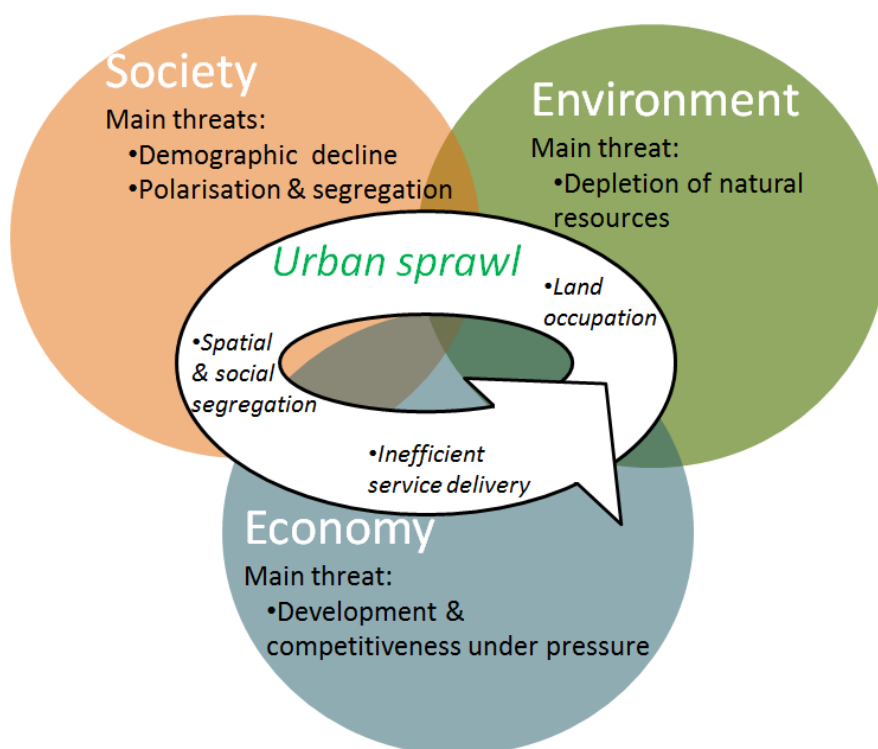 Society
Main threats:
•Demographic decline
•Polarisation & segregation
Environment
Main threat:
•Depletion of natural
resources
Urban sprawl
•Land
occupation
•Spatial
& social
segregation
•Inefficient
service delivery
Economy
Main threat:
•Development &
competitiveness under pressure